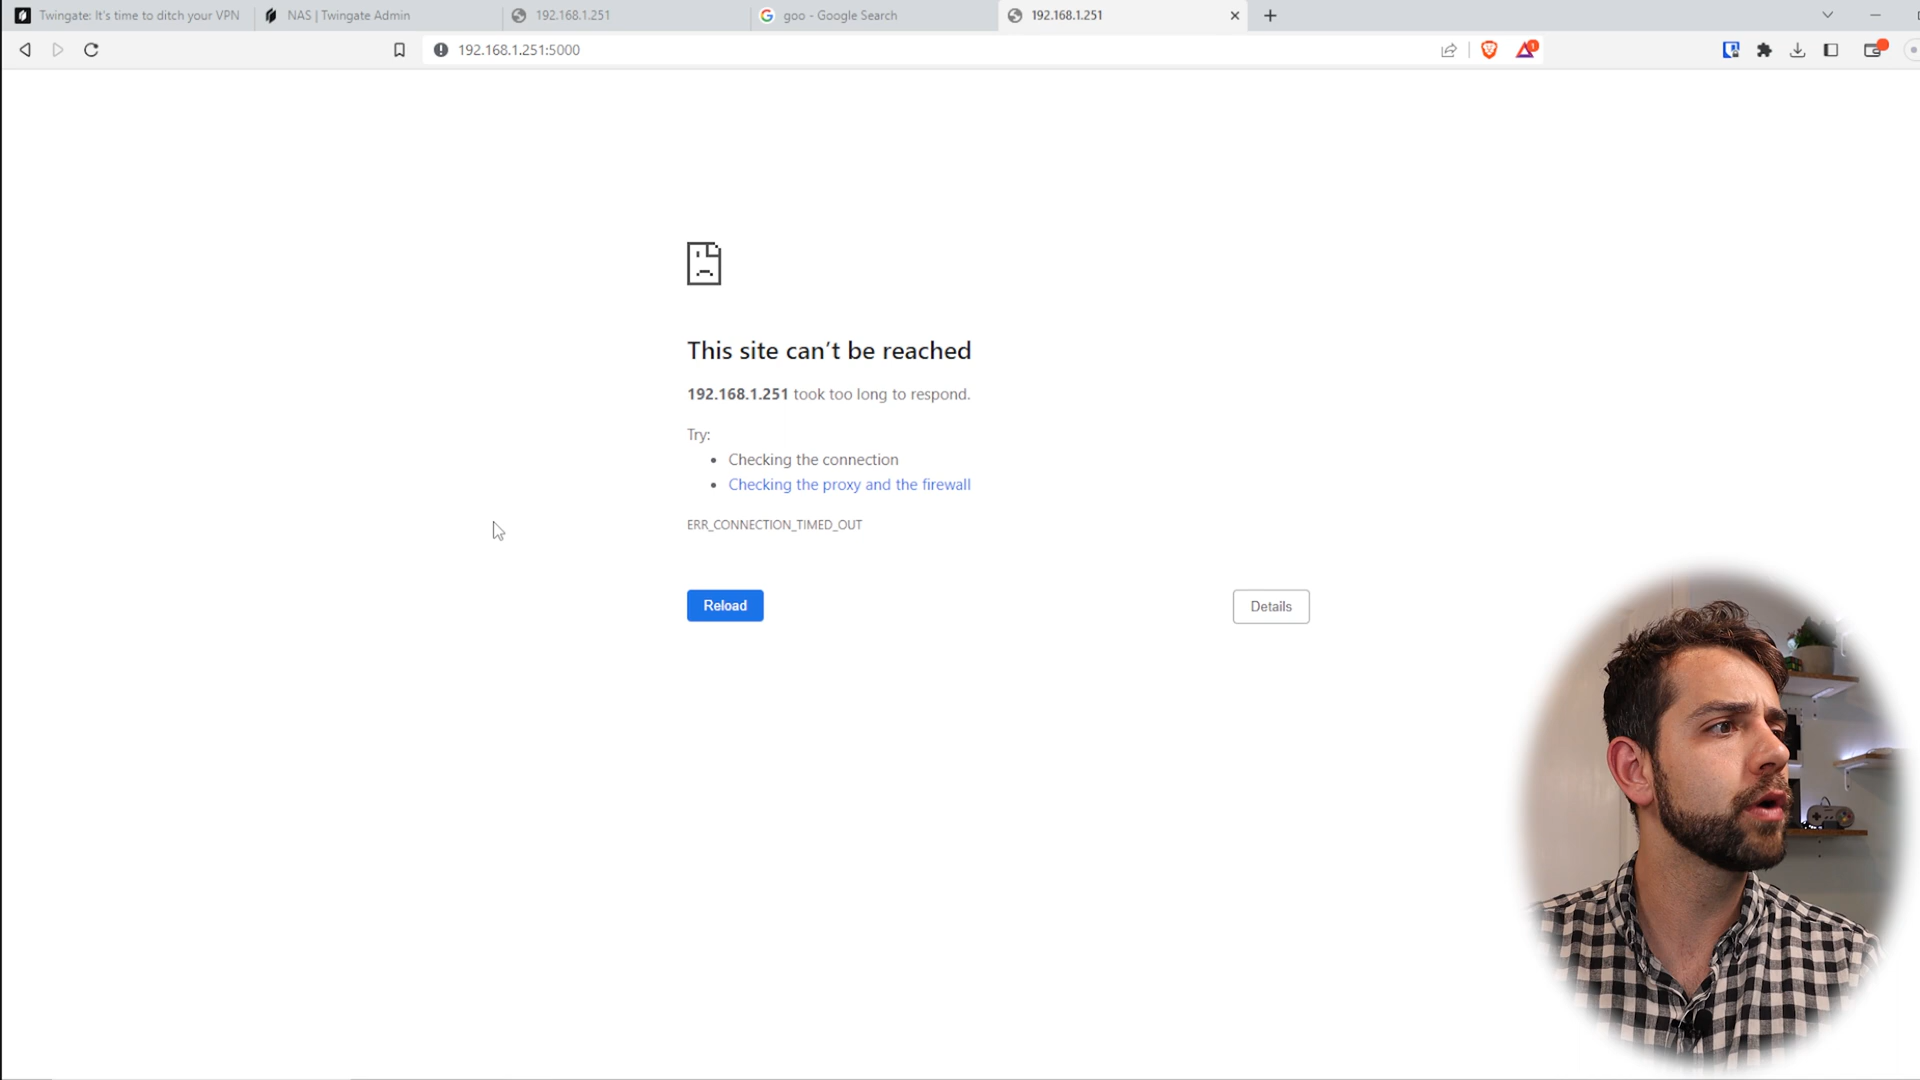 Twingate: It's time to ditch your VPN
NAS | Twingate Admin
192.168.1.251
goo - Google Search
192.168.1.251
192.168.1.251:5000
1
This site can't be reached
192.168.1.251 took too long to respond.
Try:
• Checking the connection
• Checking the proxy and the firewall
ERR_CONNECTION_TIMED_OUT
Reload
Details